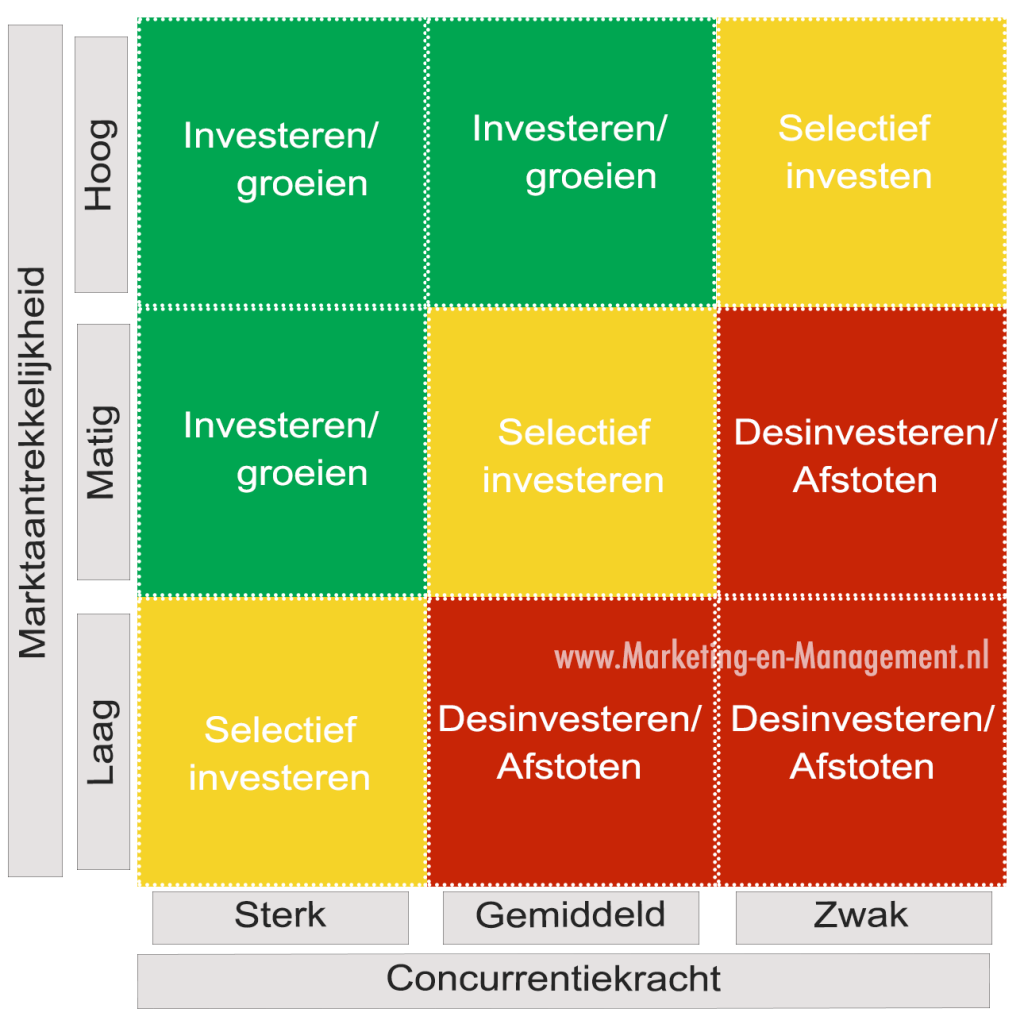 Marktaantrekkelijkheid
Hoog
Investeren/
groeien
Investeren/
groeien
Selectief
investen
Matig
Investeren/
groeien
Selectief
investeren
Desinvesteren/
Afstoten
Laag
www.Marketing-en-Management.nl
Selectief
investeren
Desinvesteren/
Afstoten
Desinvesteren/
Afstoten
Sterk
Gemiddeld
Zwak
Concurrentiekracht